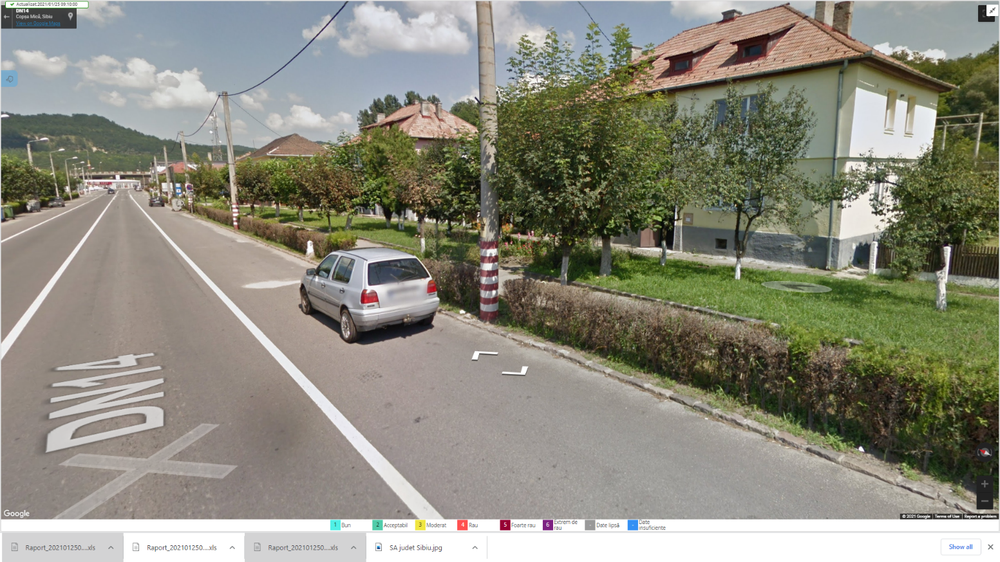 ✔ Actualizat:2021/01/25 09:10:00
DN14
Copșa Mică, Sibiu
View on Google Maps
DN14
Google
© 2021 Google
Terms of Use
Report a problem
1 Bun
2 Acceptabil
3 Moderat
4 Rau
5 Foarte rau
6 Extrem de
rau
- Date lipsă
- Date
insuficiente
Raport_202101250....xls
Raport_202101250....xls
Raport_202101250....xls
SA judet Sibiu.jpg
Show all